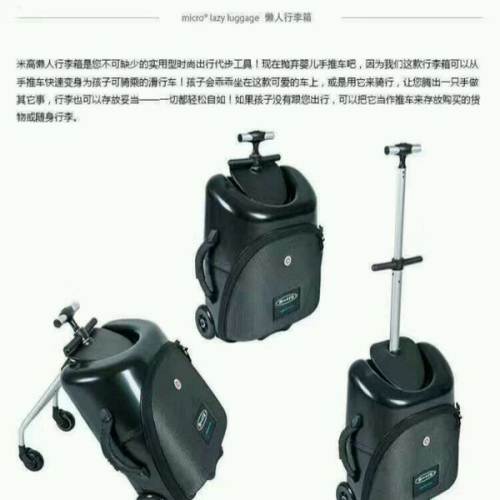 micro® lazy luggage 懒人行李箱
米高懒人行李箱是您不可缺少的实用型时尚出行代步工具！现在抛弃婴儿手推车吧，因为我们这款行李箱可以从
手推车快速变身为孩子可骑乘的滑行车！孩子会乖乖坐在这款可爱的车上，或是用它来骑行，让您腾出一只手做
其它事，行李也可以存放妥当——一切都轻松自如！如果孩子没有跟您出行，可以把它当作推车来存放购买的货
物或随身行李。